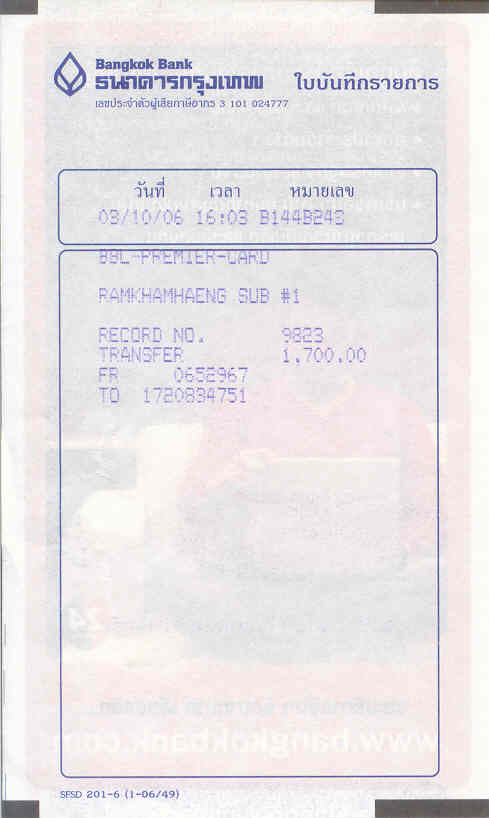 Bangkok Bank
ธนาคารกรุงเทพ ใบบันทึกรายการ
เลขประจำตัวผู้เสียภาษีอากร 3 101 024777
วันที่ เวลา หมายเลข
03/10/06 16:03 B144B24B
BBL-PREMIER-CARD
RAMKHAMHAENG SUB #1
RECORD NO. 9823
TRANSFER 1,700.00
FR 0652967
TO 1720834751
www.bangkokbank.com
SFSD 201-6 (1-06/49)